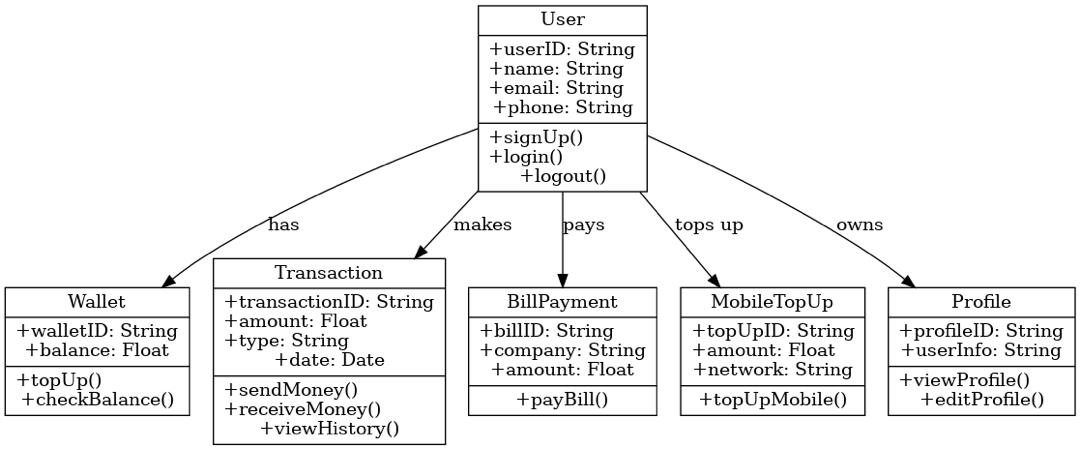 User
+userID: String
+name: String
+email: String
+phone: String
+signUp()
+login()
+logout()
has
makes
pays
tops up
owns
Wallet
+walletID: String
+balance: Float
+topUp()
+checkBalance()
Transaction
+transactionID: String
+amount: Float
+type: String
+date: Date
+sendMoney()
+receiveMoney()
+viewHistory()
BillPayment
+billID: String
+company: String
+amount: Float
+payBill()
MobileTopUp
+topUpID: String
+amount: Float
+network: String
+topUpMobile()
Profile
+profileID: String
+userInfo: String
+viewProfile()
+editProfile()